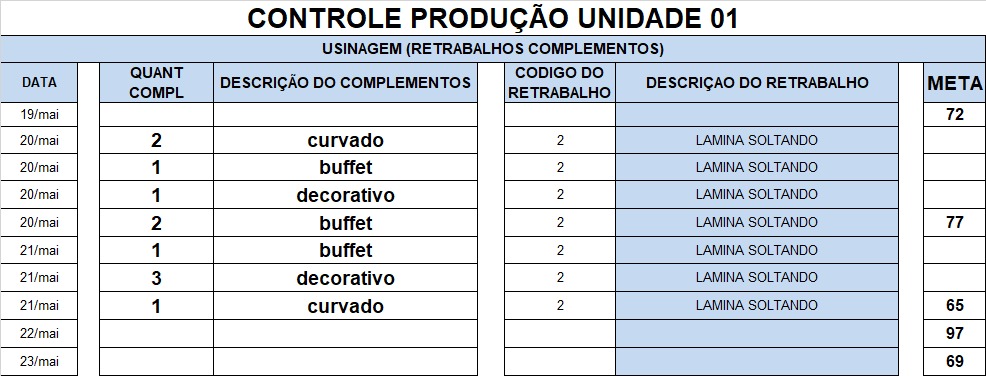 CONTROLE PRODUÇÃO UNIDADE 01
USINAGEM (RETRABALHOS COMPLEMENTOS)
DATA QUANT COMPL DESCRIÇÃO DO COMPLEMENTOS CODIGO DO RETRABALHO DESCRIÇAO DO RETRABALHO META
19/mai 72
20/mai 2 curvado 2 LAMINA SOLTANDO
20/mai 1 buffet 2 LAMINA SOLTANDO
20/mai 1 decorativo 2 LAMINA SOLTANDO
20/mai 2 buffet 2 LAMINA SOLTANDO 77
21/mai 1 buffet 2 LAMINA SOLTANDO
21/mai 3 decorativo 2 LAMINA SOLTANDO
21/mai 1 curvado 2 LAMINA SOLTANDO 65
22/mai 97
23/mai 69